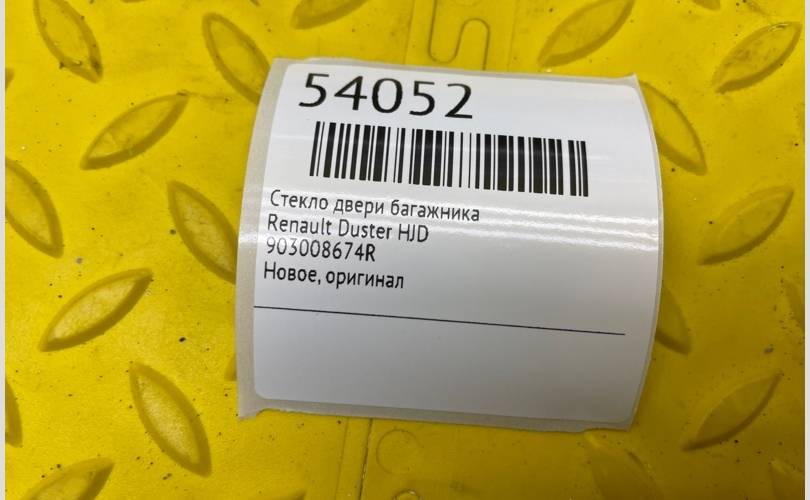 54052
Стекло двери багажника
Renault Duster HJD
903008674R
Новое, оригинал